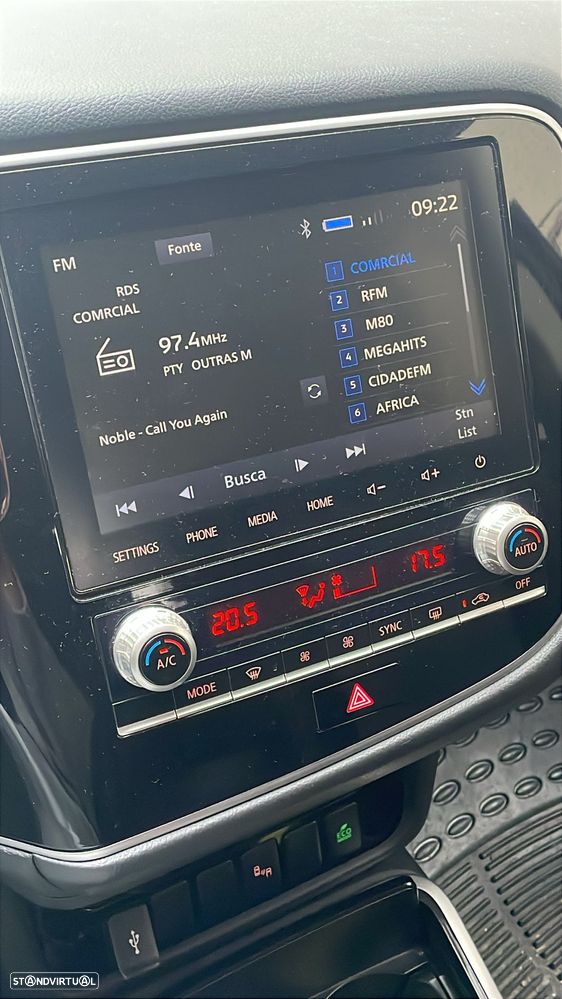 09:22
FM
Fonte
RDS
COMRCIAL
97.4MHz
PTY OUTRAS M
Noble - Call You Again
1 COMRCIAL
2 RFM
3 M80
4 MEGAHITS
5 CIDADEFM
6 AFRICA
Busca
Stn
List
SETTINGS
PHONE
MEDIA
HOME
20.5
17.5
A/C
AUTO
MODE
SYNC
OFF
ECO
STANDVIRTUAL